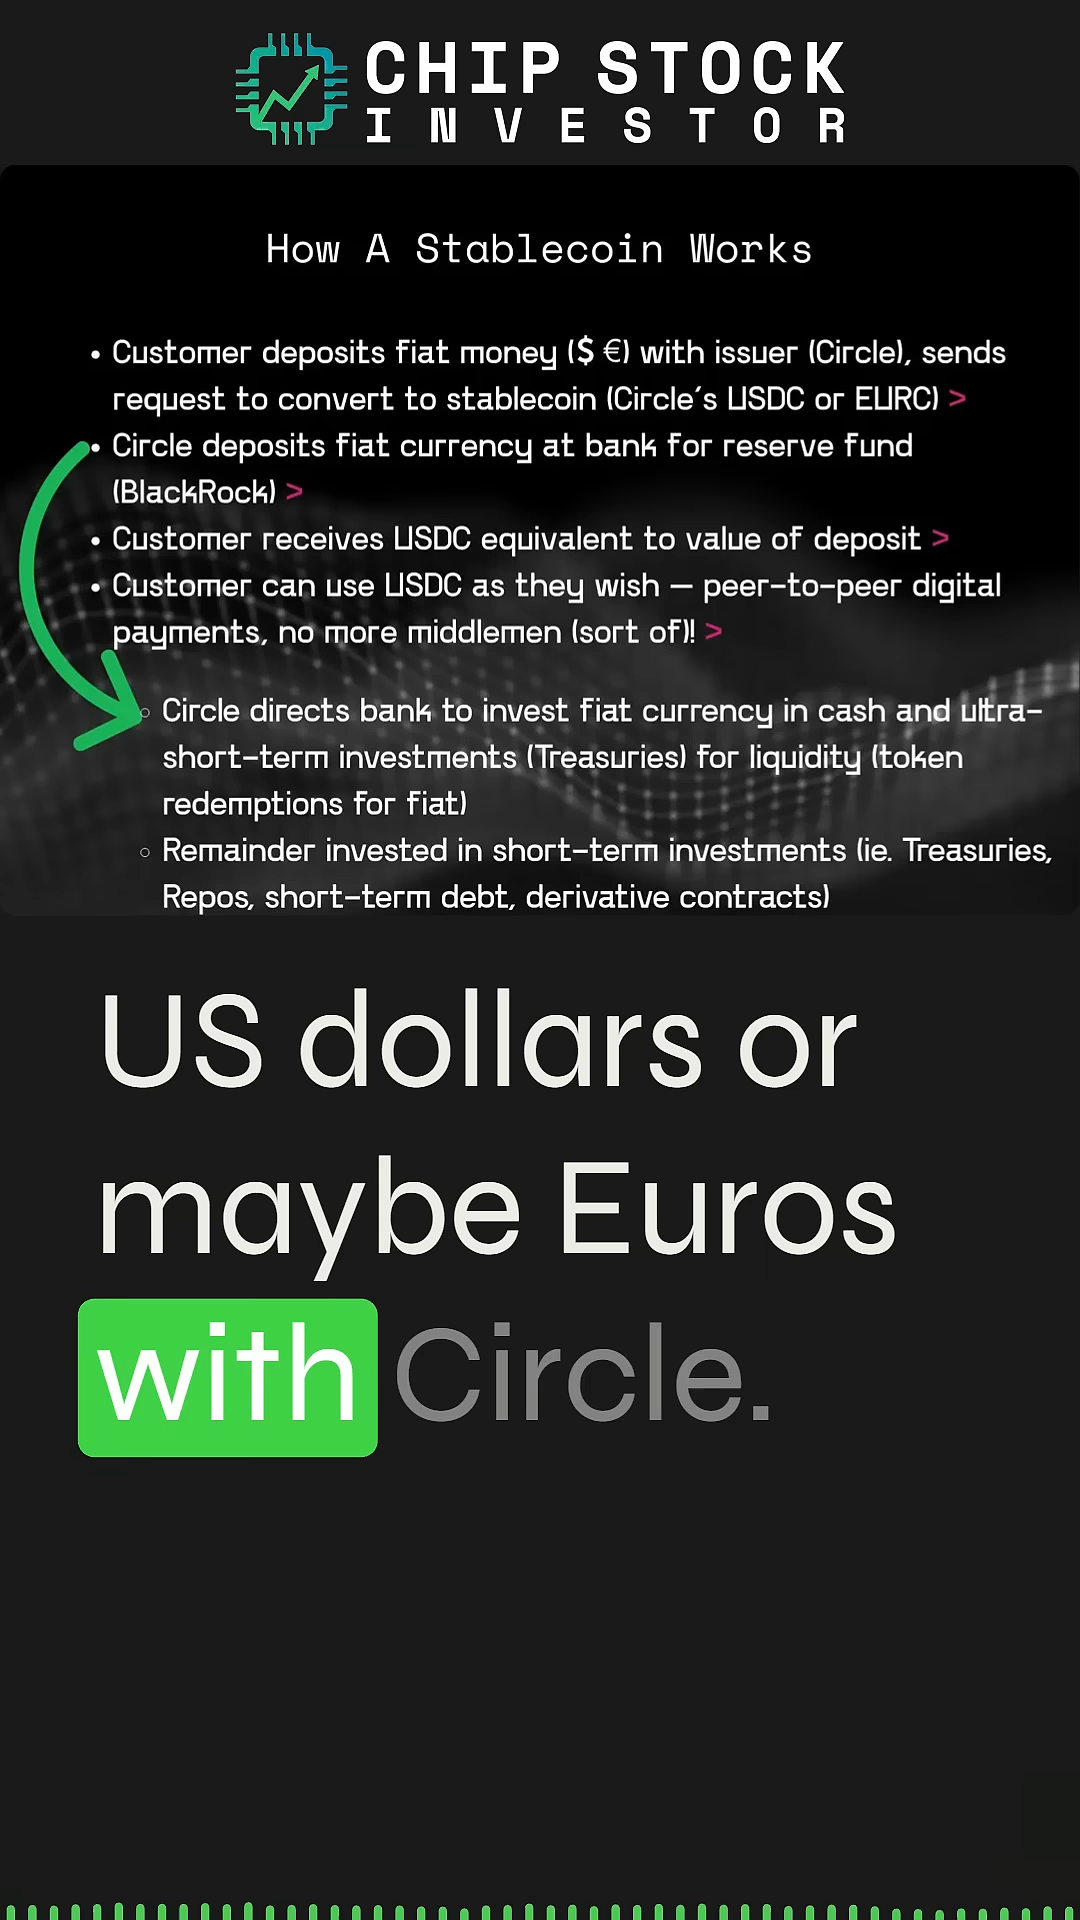 CHIP STOCK
INVESTOR
How A Stablecoin Works
• Customer deposits fiat money ($ €) with issuer (Circle), sends
request to convert to stablecoin (Circle's USDC or EURC) >
• Circle deposits fiat currency at bank for reserve fund
(BlackRock) >
• Customer receives USDC equivalent to value of deposit >
• Customer can use USDC as they wish – peer-to-peer digital
payments, no more middlemen (sort of)! >
○ Circle directs bank to invest fiat currency in cash and ultra-
short-term investments (Treasuries) for liquidity (token
redemptions for fiat)
○ Remainder invested in short-term investments (ie. Treasuries,
Repos, short-term debt, derivative contracts)
US dollars or
maybe Euros
with Circle.